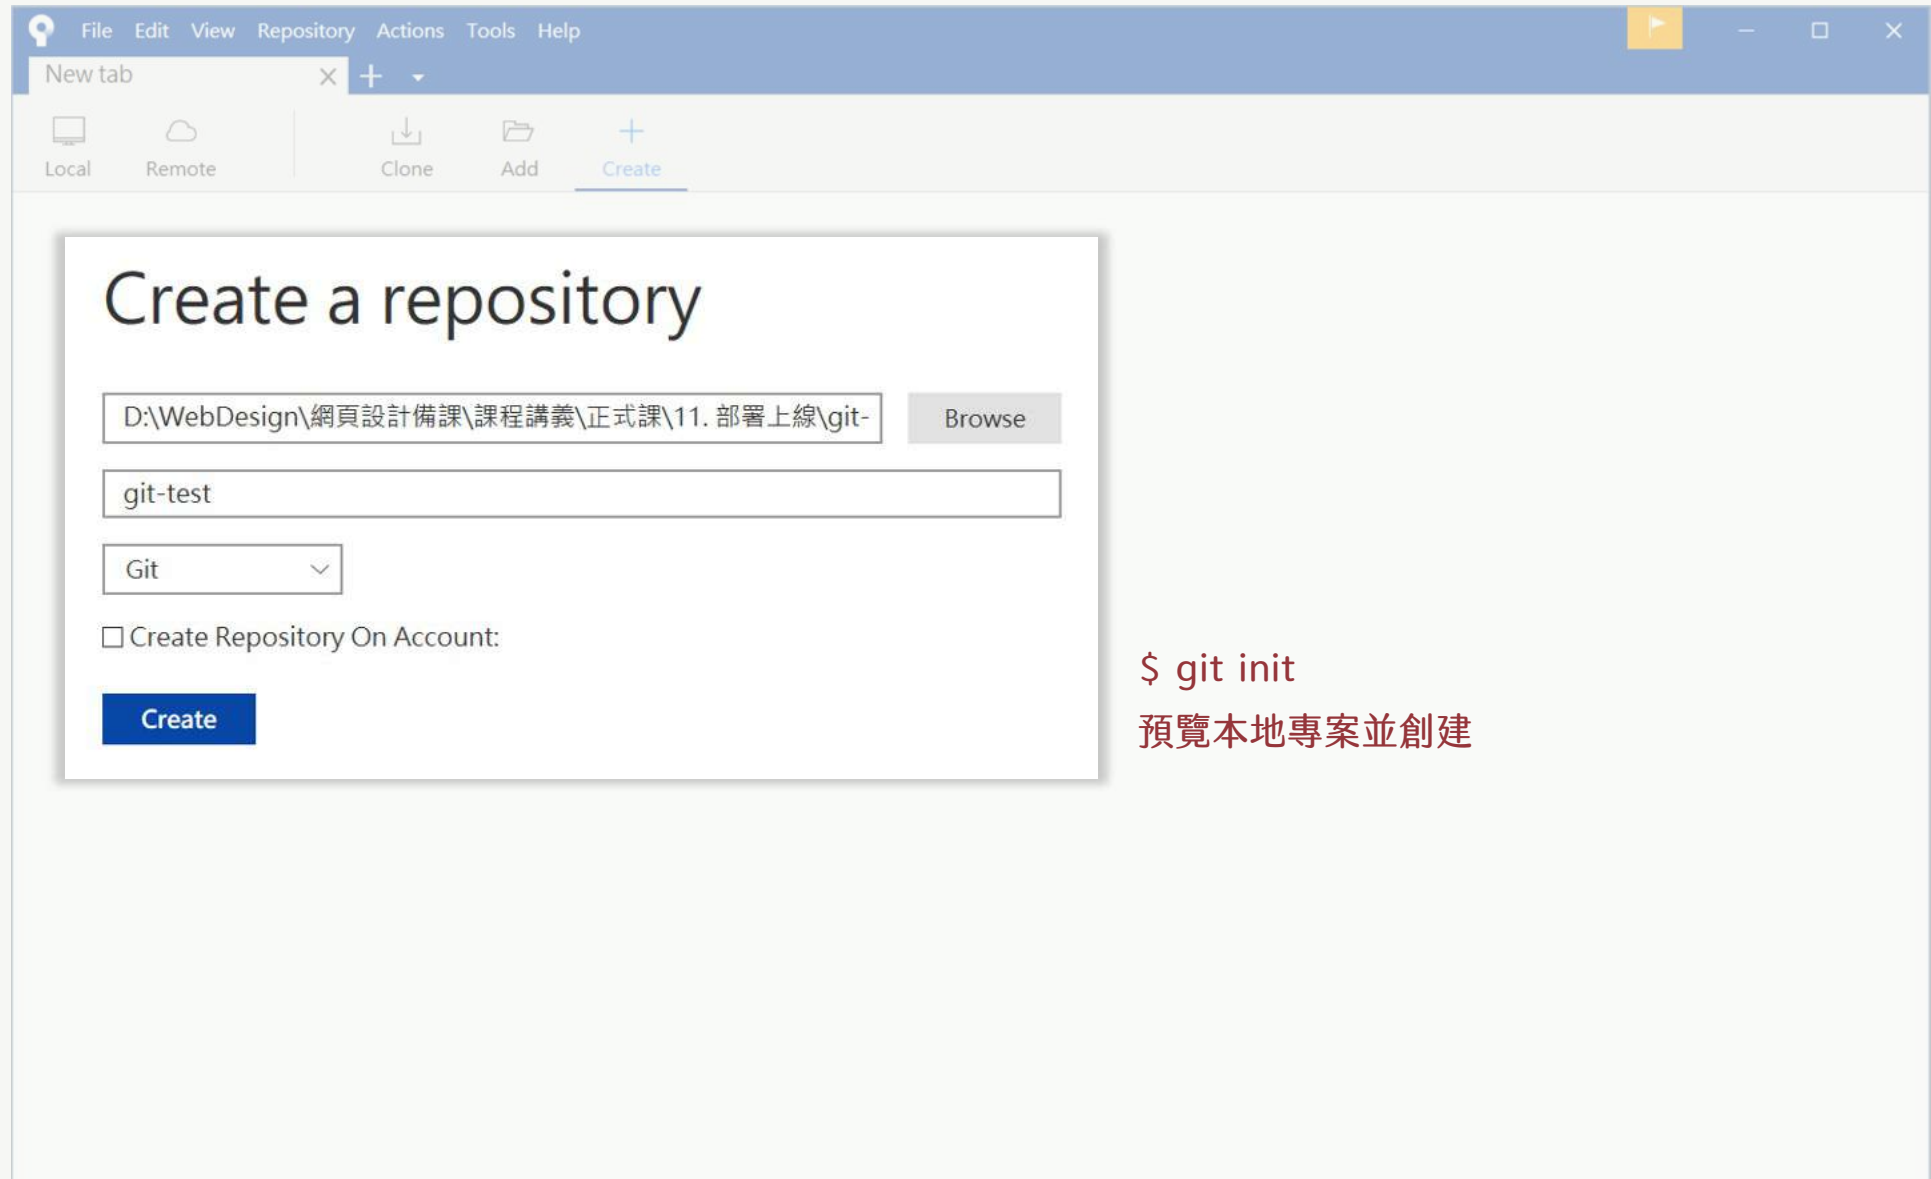 File Edit View Repository Actions Tools Help
New tab
Local Remote Clone Add Create
Create a repository
D:\WebDesign\網頁設計備課\課程講義\正式課\11. 部署上線\git-
Browse
git-test
Git
Create Repository On Account:
Create
$ git init
預覽本地專案並創建